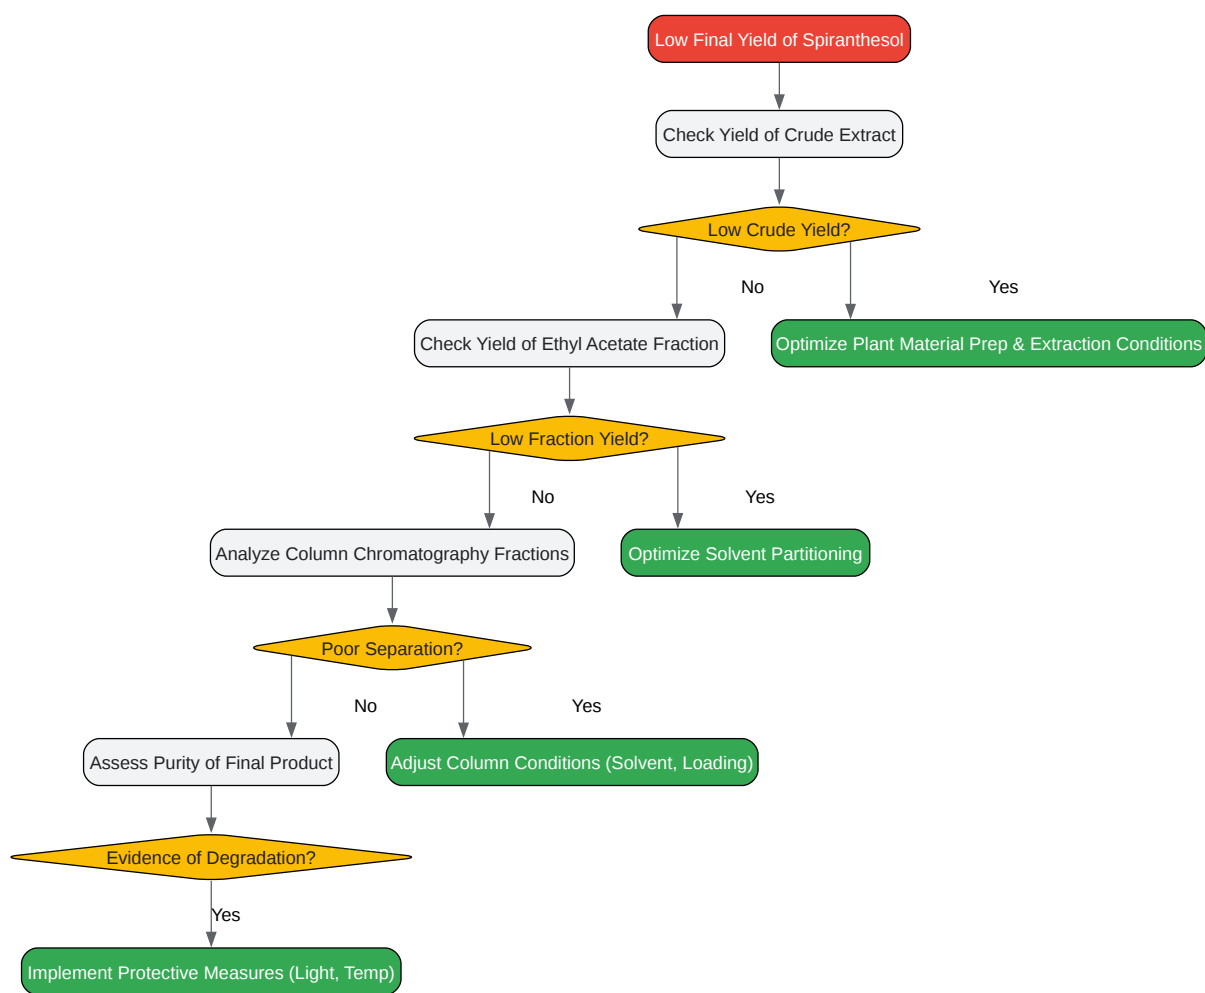 Low Final Yield of Spiranthesol
Check Yield of Crude Extract
Low Crude Yield?
No
Yes
Check Yield of Ethyl Acetate Fraction
Optimize Plant Material Prep & Extraction Conditions
Low Fraction Yield?
No
Yes
Analyze Column Chromatography Fractions
Optimize Solvent Partitioning
Poor Separation?
No
Yes
Assess Purity of Final Product
Adjust Column Conditions (Solvent, Loading)
Evidence of Degradation?
Yes
Implement Protective Measures (Light, Temp)